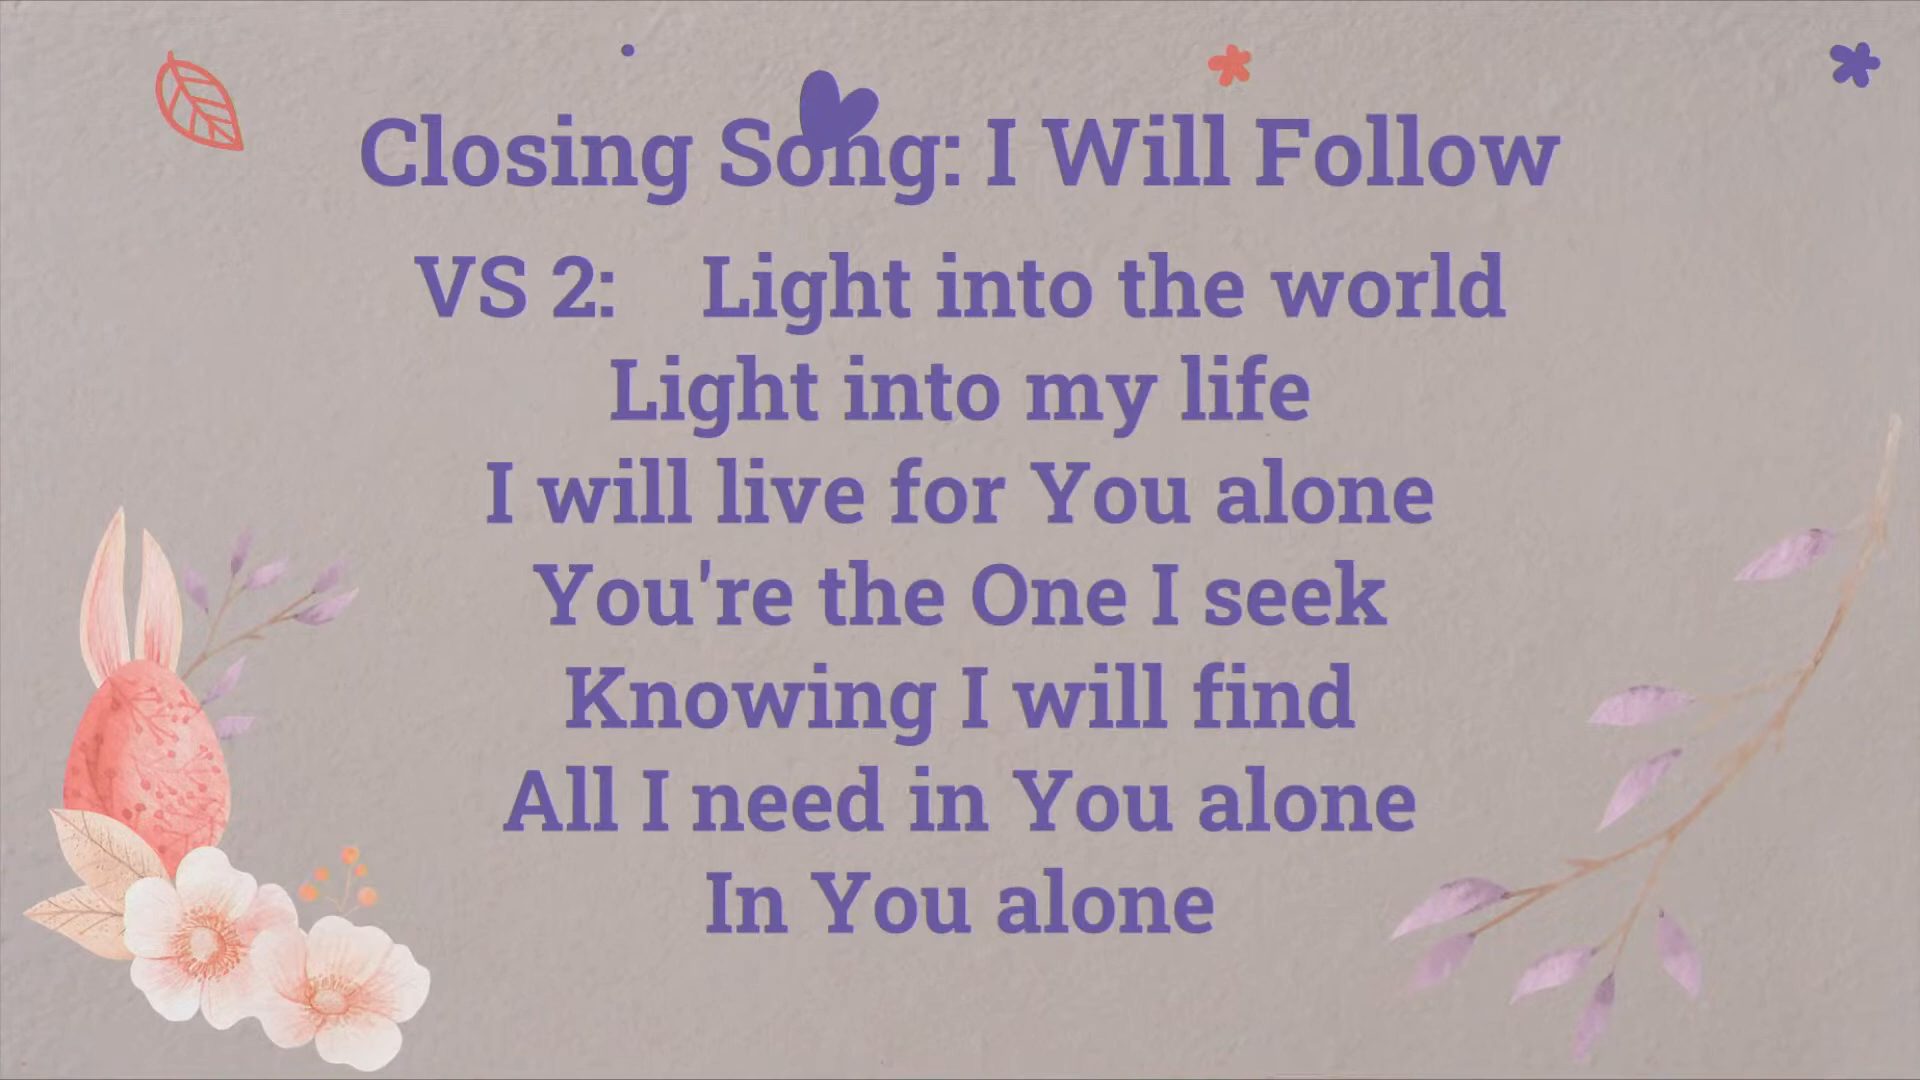 Closing Song: I Will Follow
VS 2: Light into the world
Light into my life
I will live for You alone
You're the One I seek
Knowing I will find
All I need in You alone
In You alone